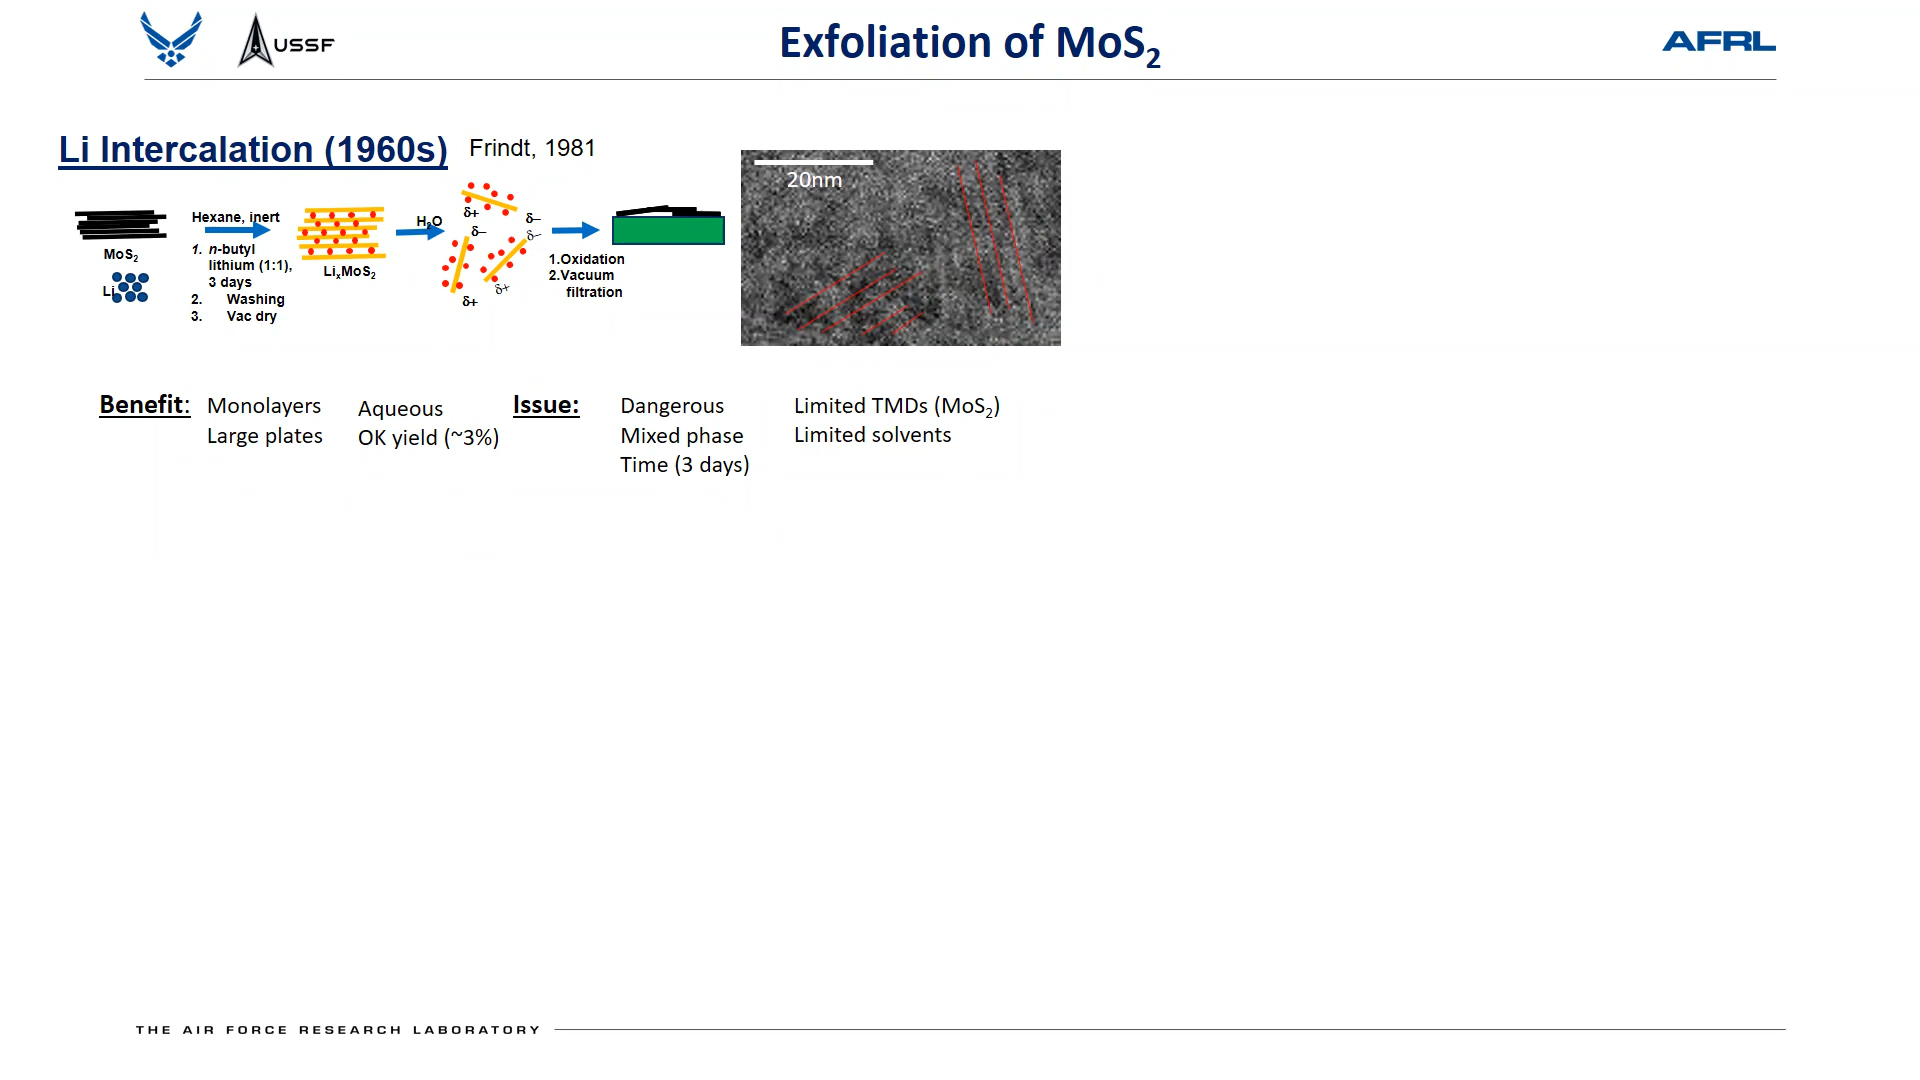 USSF
Exfoliation of MoS₂
AFRL
Li Intercalation (1960s)
Frindt, 1981
20nm
MoS₂
Li
Hexane, inert
1. n-butyl
lithium (1:1),
3 days
2. Washing
3. Vac dry
LiₓMoS₂
H₂O
δ+
δ–
δ–
δ–
δ+
δ+
1.Oxidation
2.Vacuum
filtration
Benefit:
Monolayers
Large plates
Aqueous
OK yield (~3%)
Issue:
Dangerous
Mixed phase
Time (3 days)
Limited TMDs (MoS₂)
Limited solvents
THE AIR FORCE RESEARCH LABORATORY